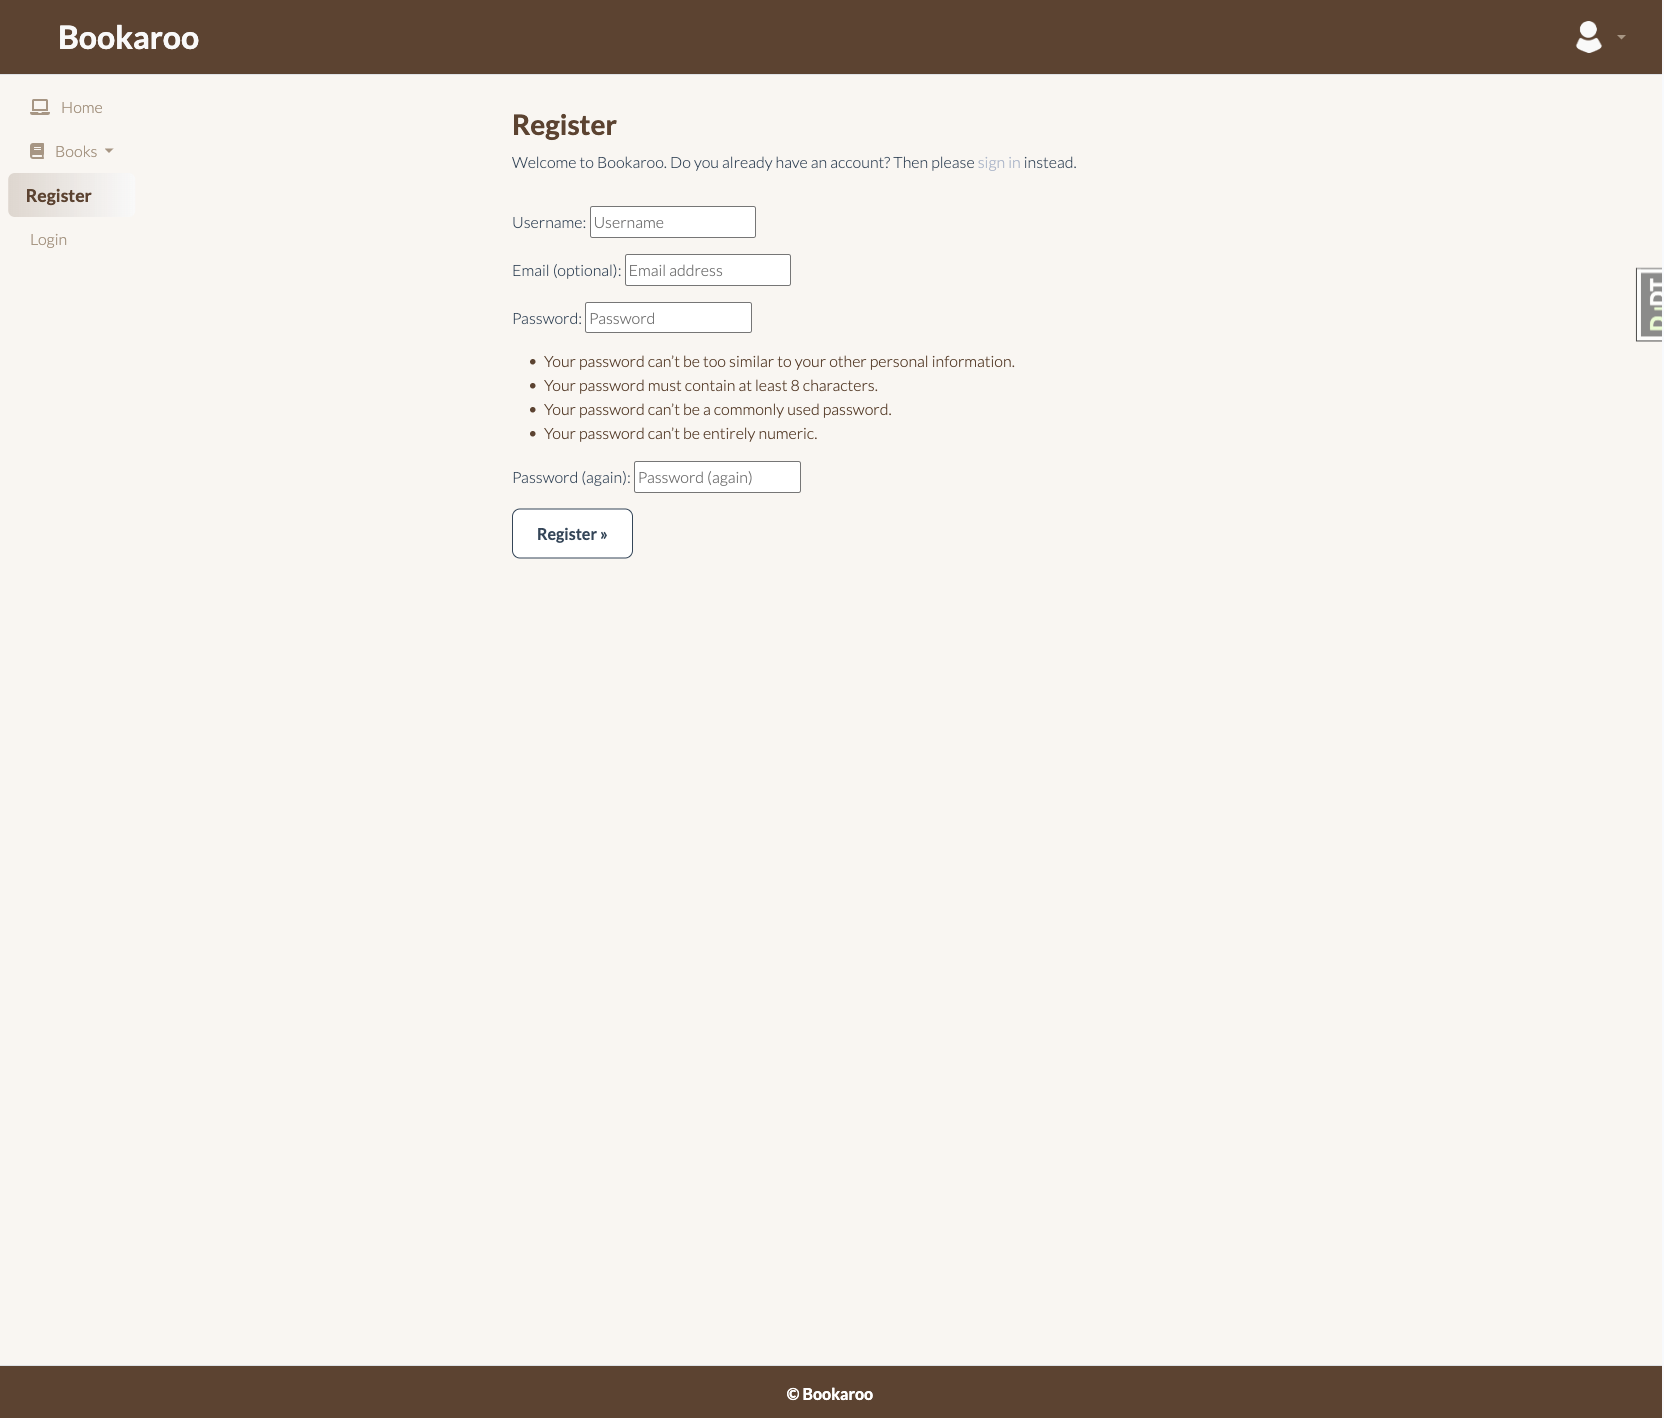 Bookaroo
Home
Books
Register
Login
Register
Welcome to Bookaroo. Do you already have an account? Then please sign in instead.
Username: Username
Email (optional): Email address
Password: Password
• Your password can't be too similar to your other personal information.
• Your password must contain at least 8 characters.
• Your password can't be a commonly used password.
• Your password can't be entirely numeric.
Password (again): Password (again)
Register »
DjDT
© Bookaroo